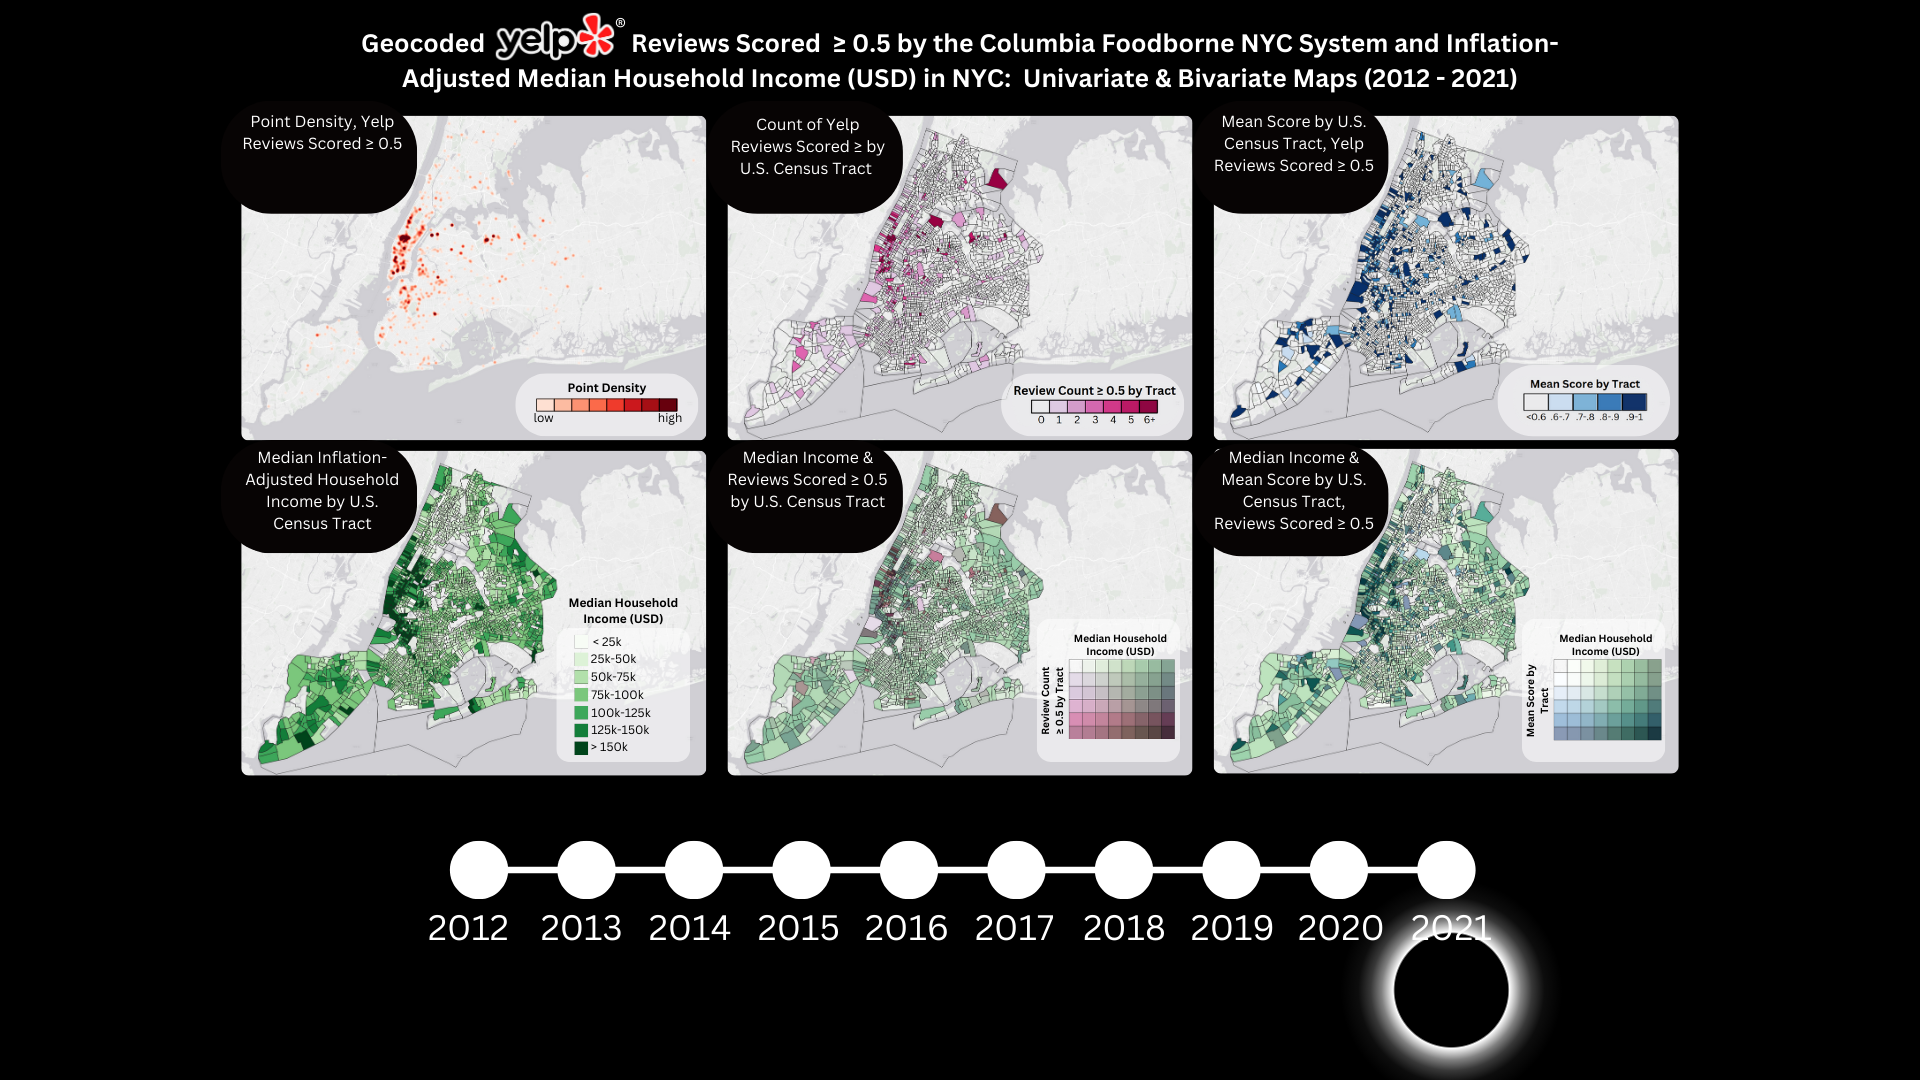 Geocoded yelp® Reviews Scored ≥ 0.5 by the Columbia Foodborne NYC System and Inflation-
Adjusted Median Household Income (USD) in NYC: Univariate & Bivariate Maps (2012 - 2021)
Point Density, Yelp
Reviews Scored ≥ 0.5
Point Density
low high
Count of Yelp
Reviews Scored ≥ by
U.S. Census Tract
Review Count ≥ 0.5 by Tract
0 1 2 3 4 5 6+
Mean Score by U.S.
Census Tract, Yelp
Reviews Scored ≥ 0.5
Mean Score by Tract
<0.6 .6-.7 .7-.8 .8-.9 .9-1
Median Inflation-
Adjusted Household
Income by U.S.
Census Tract
Median Household
Income (USD)
< 25k
25k-50k
50k-75k
75k-100k
100k-125k
125k-150k
> 150k
Median Income &
Reviews Scored ≥ 0.5
by U.S. Census Tract
Median Household
Income (USD)
Review Count
≥ 0.5 by Tract
Median Income &
Mean Score by U.S.
Census Tract,
Reviews Scored ≥ 0.5
Median Household
Income (USD)
Mean Score by
Tract
2012 2013 2014 2015 2016 2017 2018 2019 2020 2021